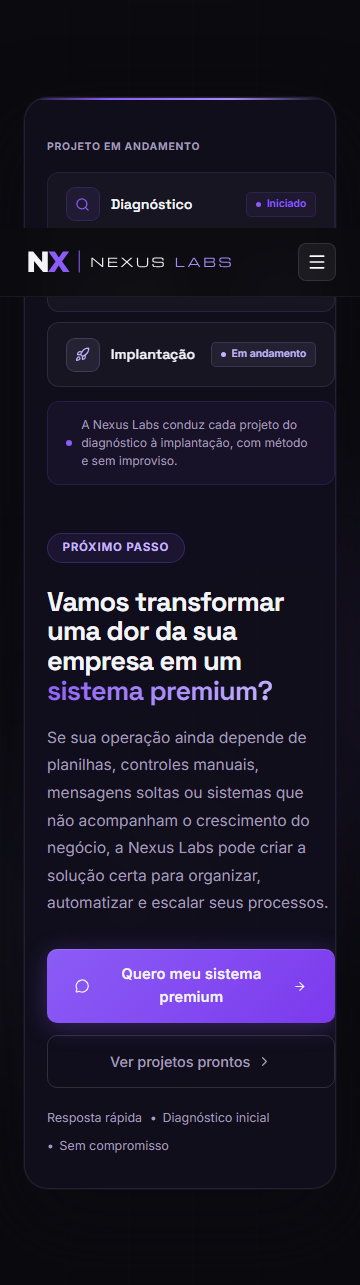 PROJETO EM ANDAMENTO
Diagnóstico
Iniciado
NX | NEXUS LABS
Implantação
Em andamento
A Nexus Labs conduz cada projeto do
diagnóstico à implantação, com método
e sem improviso.
PRÓXIMO PASSO
Vamos transformar
uma dor da sua
empresa em um
sistema premium?
Se sua operação ainda depende de
planilhas, controles manuais,
mensagens soltas ou sistemas que
não acompanham o crescimento do
negócio, a Nexus Labs pode criar a
solução certa para organizar,
automatizar e escalar seus processos.
Quero meu sistema
premium
Ver projetos prontos
Resposta rápida • Diagnóstico inicial
• Sem compromisso